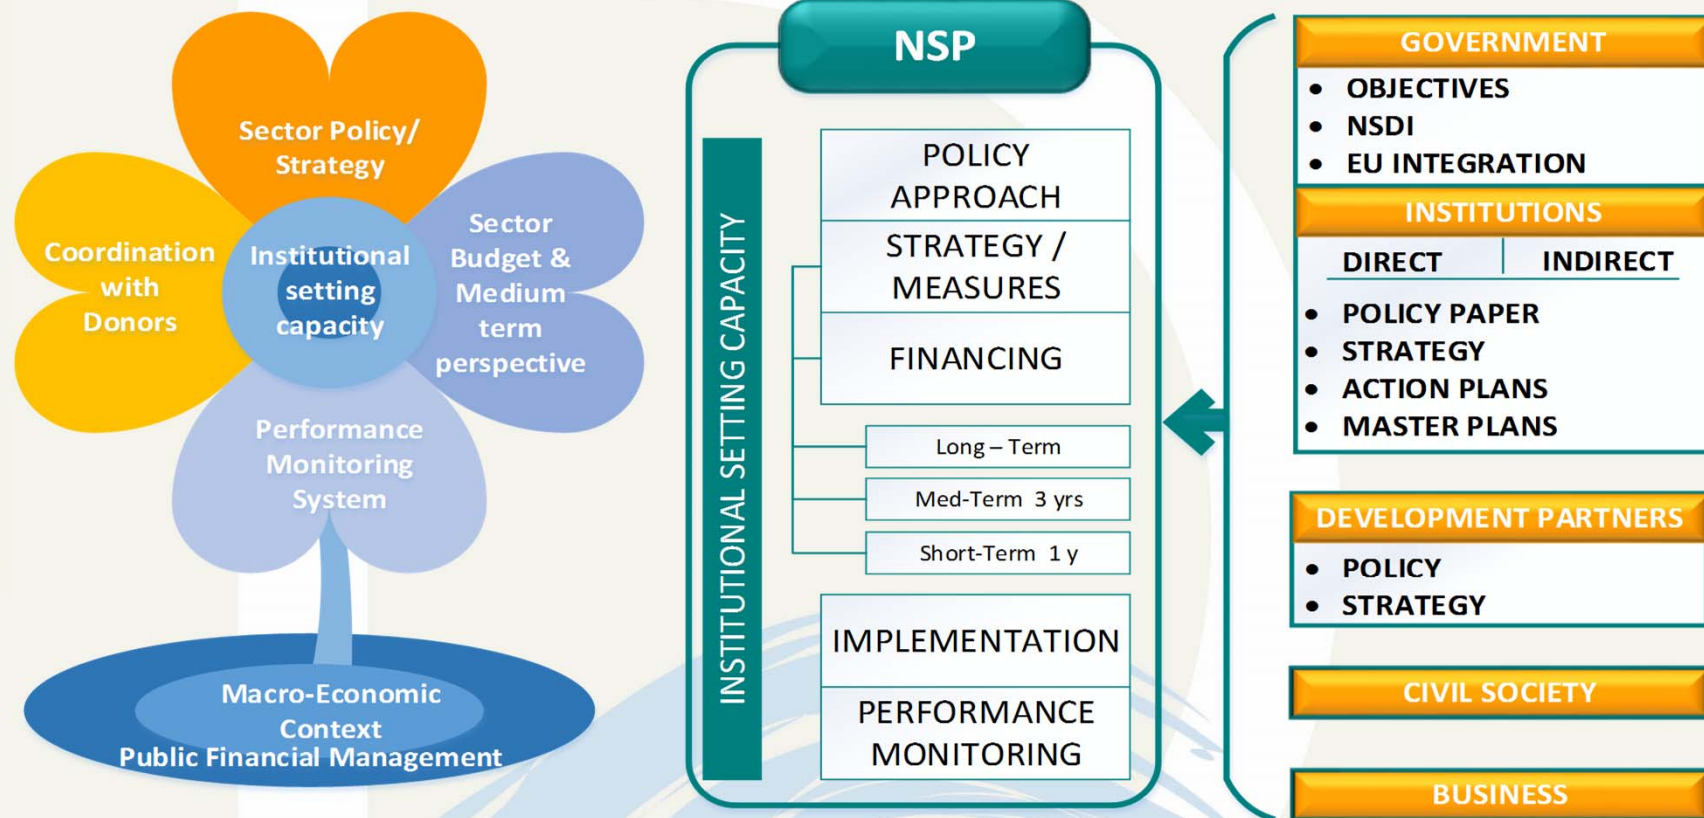 Sector Policy/
Strategy
Coordination
with
Donors
Institutional
setting
capacity
Sector
Budget &
Medium
term
perspective
Performance
Monitoring
System
Macro-Economic
Context
Public Financial Management
NSP
INSTITUTIONAL SETTING CAPACITY
POLICY
APPROACH
STRATEGY /
MEASURES
FINANCING
Long – Term
Med-Term 3 yrs
Short-Term 1 y
IMPLEMENTATION
PERFORMANCE
MONITORING
GOVERNMENT
• OBJECTIVES
• NSDI
• EU INTEGRATION
INSTITUTIONS
DIRECT INDIRECT
• POLICY PAPER
• STRATEGY
• ACTION PLANS
• MASTER PLANS
DEVELOPMENT PARTNERS
• POLICY
• STRATEGY
CIVIL SOCIETY
BUSINESS